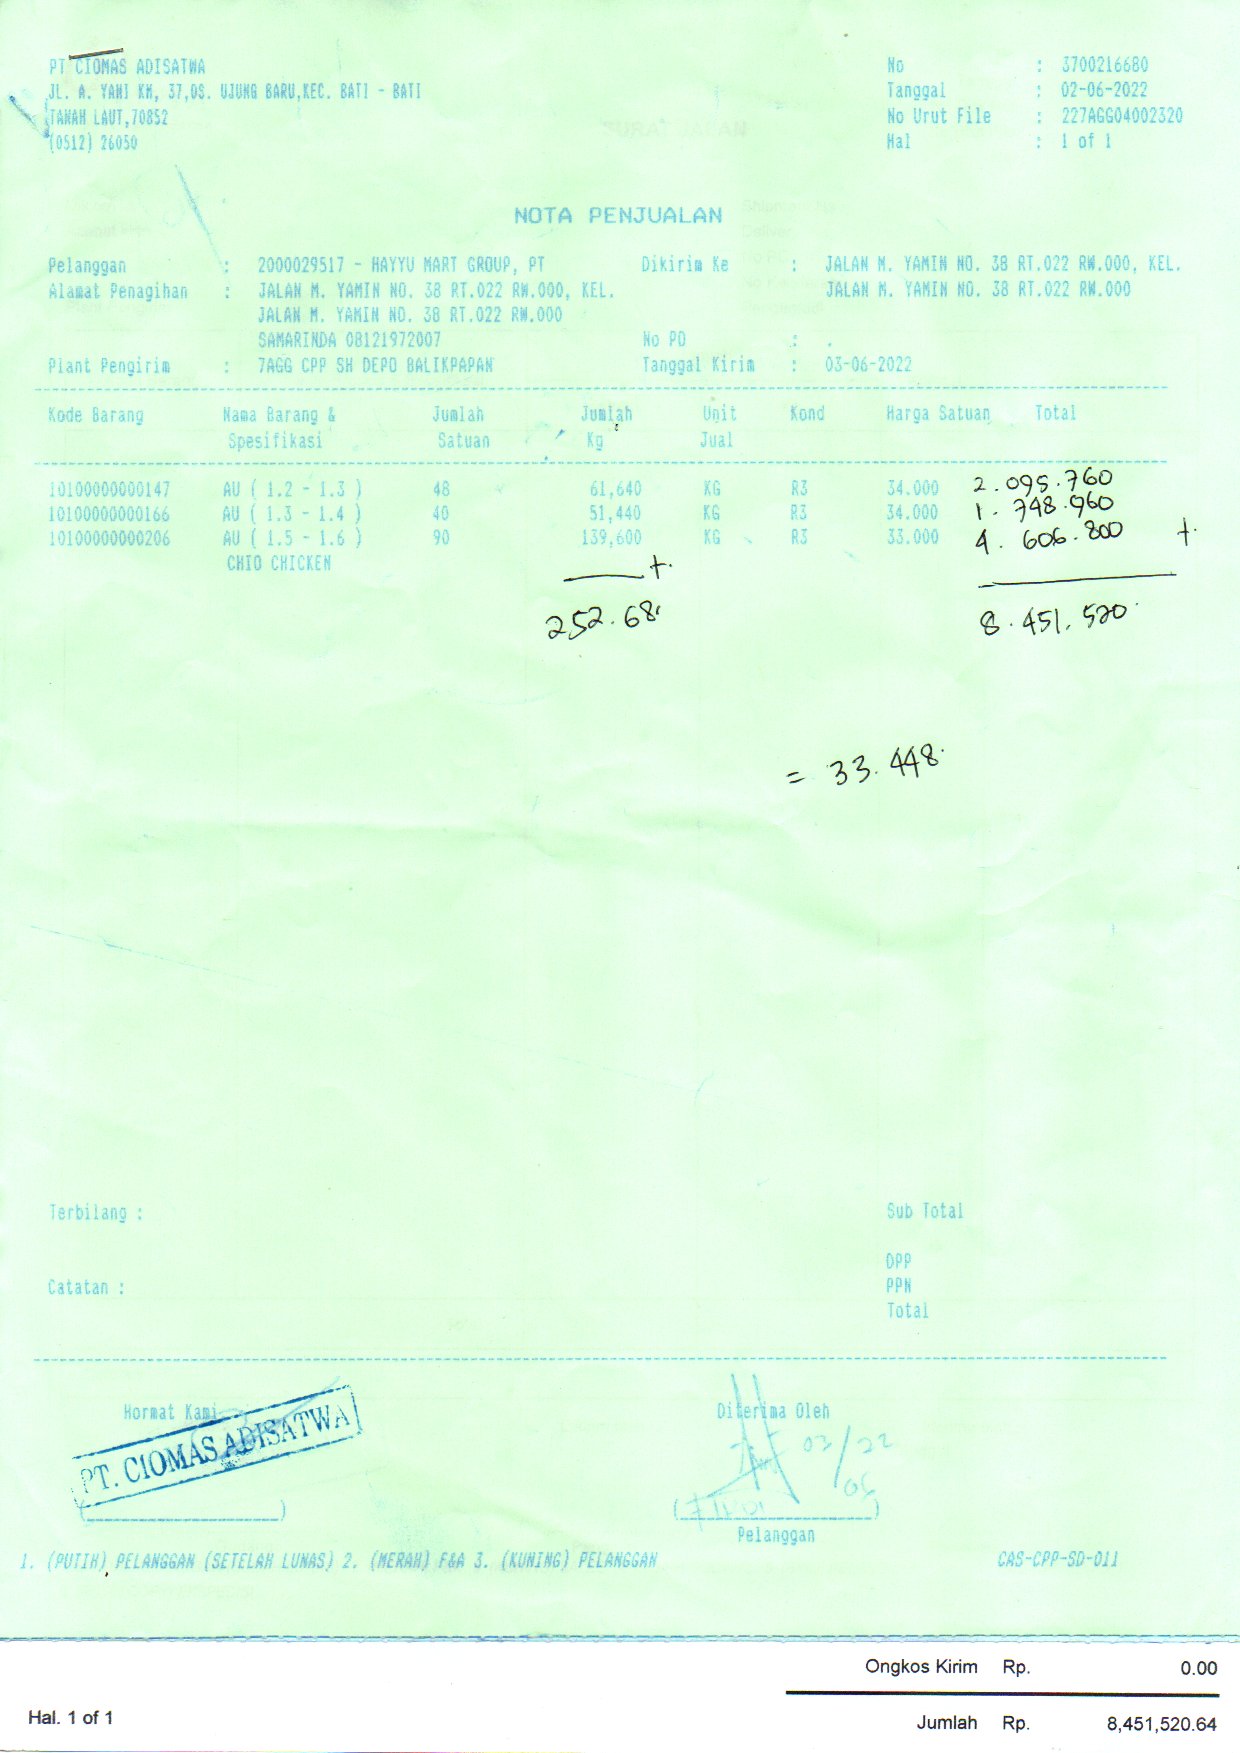 PT CIOMAS ADISATWA
JL. A. YANI KM, 37,DS. UJUNG BARU,KEC. BATI - BATI
TANAH LAUT,70852
(0512) 26050
No : 3700216680
Tanggal : 02-06-2022
No Urut File : 227AGG04002320
Hal : 1 of 1
NOTA PENJUALAN
Pelanggan : 2000029517 - HAYYU MART GROUP, PT
Alamat Penagihan : JALAN M. YAMIN NO. 38 RT.022 RW.000, KEL.
JALAN M. YAMIN NO. 38 RT.022 RW.000
SAMARINDA 08121972007
Plant Pengirim : 7AGG CPP SH DEPO BALIKPAPAN
Dikirim Ke : JALAN M. YAMIN NO. 38 RT.022 RW.000, KEL.
JALAN M. YAMIN NO. 38 RT.022 RW.000
No PO : .
Tanggal Kirim : 03-06-2022
Kode Barang Nama Barang & Jumlah Jumlah Unit Kond Harga Satuan Total
Spesifikasi Satuan Kg Jual
10100000000147 AU ( 1.2 - 1.3 ) 48 61,640 KG R3 34.000 2.095.760
10100000000166 AU ( 1.3 - 1.4 ) 40 51,440 KG R3 34.000 1.748.960
10100000000206 AU ( 1.5 - 1.6 ) 90 139,600 KG R3 33.000 4.606.800 +
CHIO CHICKEN +
252.68 8.451.520
= 33.448
Terbilang :
Catatan :
Sub Total
DPP
PPN
Total
Hormat Kami
PT. CIOMAS ADISATWA
Diterima Oleh
03/06 22
Pelanggan
1. (PUTIH) PELANGGAN (SETELAH LUNAS) 2. (MERAH) F&A 3. (KUNING) PELANGGAN
CAS-CPP-SD-011
Ongkos Kirim Rp. 0.00
Hal. 1 of 1
Jumlah Rp. 8,451,520.64